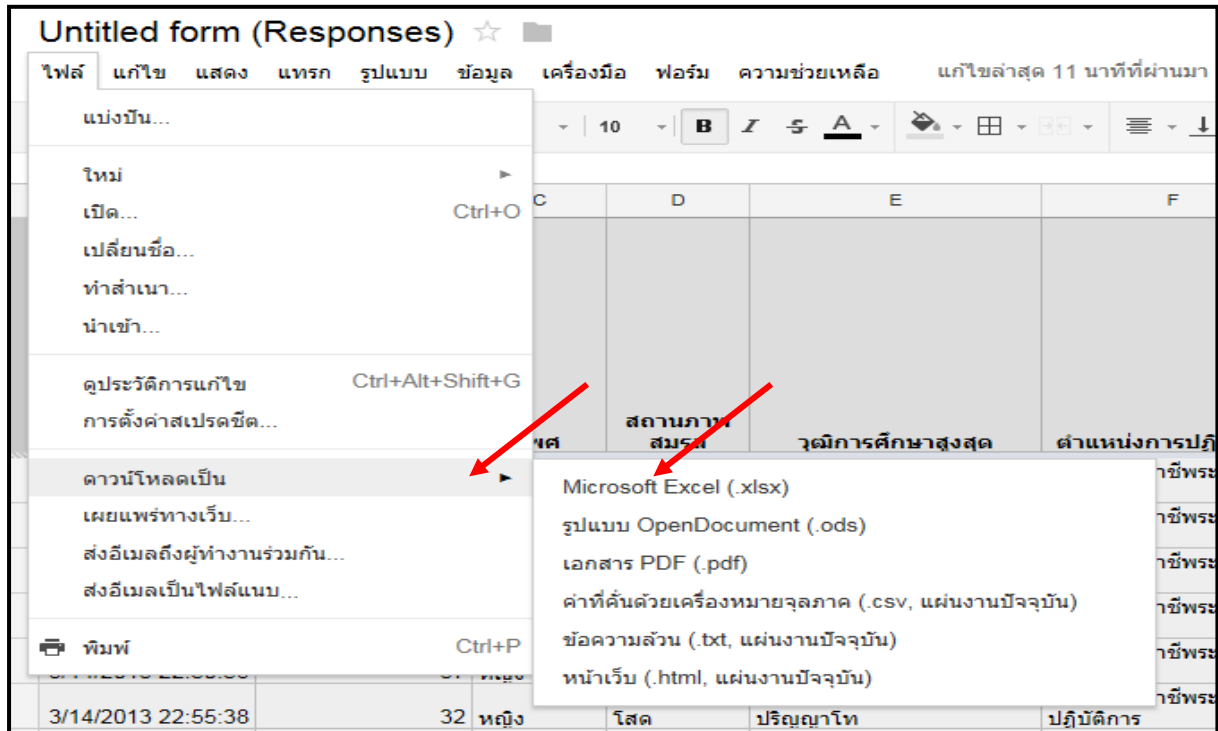 Untitled form (Responses)
ไฟล์ แก้ไข แสดง แทรก รูปแบบ ข้อมูล เครื่องมือ ฟอร์ม ความช่วยเหลือ แก้ไขล่าสุด 11 นาทีที่ผ่านมา
แบ่งปัน...
10 B I S A
ใหม่
C D E F
เปิด... Ctrl+O
เปลี่ยนชื่อ...
ทำสำเนา...
นำเข้า...
ดูประวัติการแก้ไข Ctrl+Alt+Shift+G
การตั้งค่าสเปรดชีต...
สถานภาพ
สมรส วุฒิการศึกษาสูงสุด ตำแหน่งการปฏิ
ดาวน์โหลดเป็น
Microsoft Excel (.xlsx)
เผยแพร่ทางเว็บ...
รูปแบบ OpenDocument (.ods)
ส่งอีเมลถึงผู้ทำงานร่วมกัน...
เอกสาร PDF (.pdf)
ส่งอีเมลเป็นไฟล์แนบ...
ค่าที่คั่นด้วยเครื่องหมายจุลภาค (.csv, แผ่นงานปัจจุบัน)
พิมพ์ Ctrl+P
ข้อความล้วน (.txt, แผ่นงานปัจจุบัน)
หน้าเว็บ (.html, แผ่นงานปัจจุบัน)
3/14/2013 22:55:38 32 หญิง โสด ปริญญาโท ปฏิบัติการ